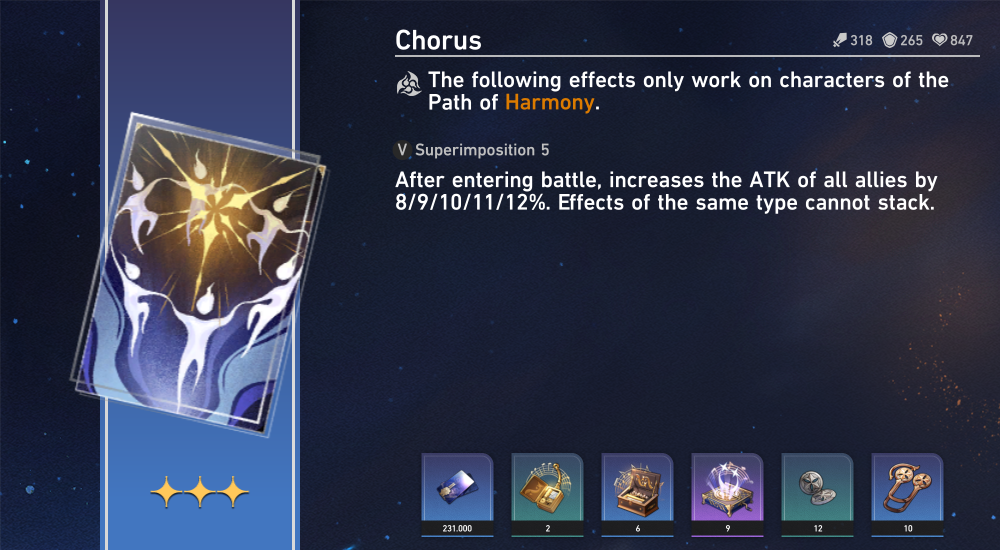 Chorus
318 265 847
The following effects only work on characters of the
Path of Harmony.
V Superimposition 5
After entering battle, increases the ATK of all allies by
8/9/10/11/12%. Effects of the same type cannot stack.
231.000 2 6 9 12 10